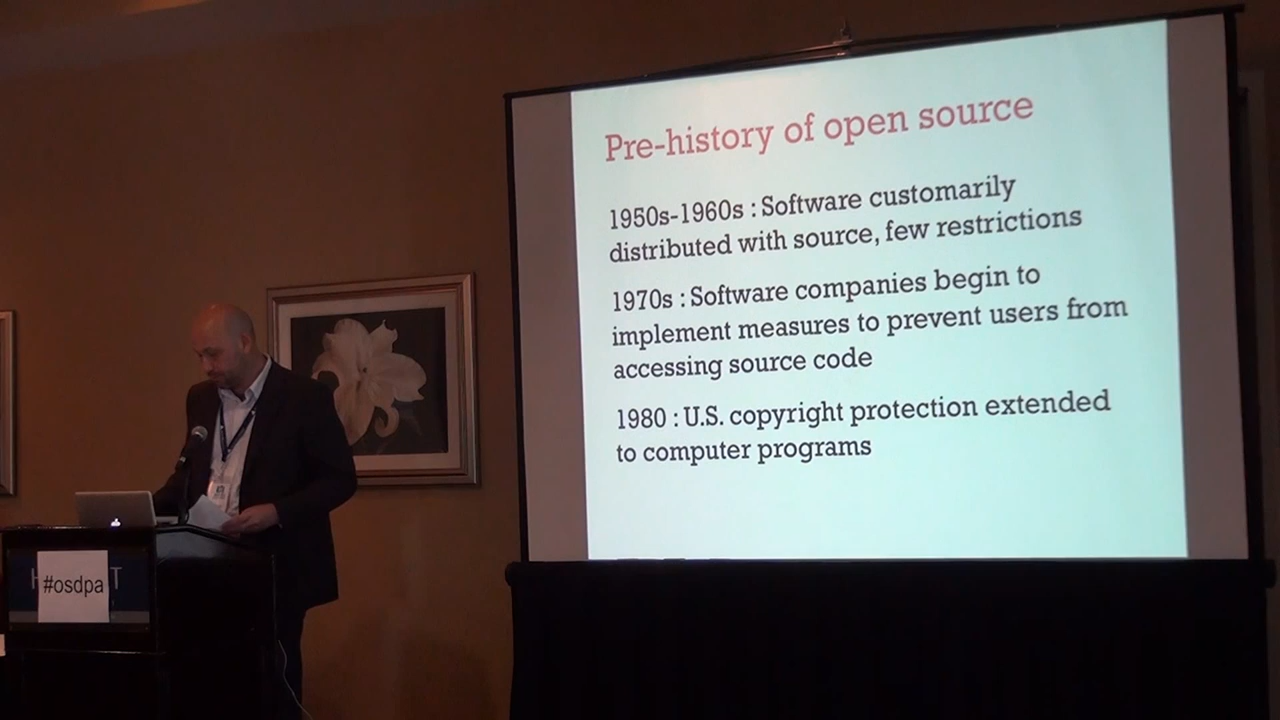 Pre-history of open source
1950s-1960s : Software customarily
distributed with source, few restrictions
1970s : Software companies begin to
implement measures to prevent users from
accessing source code
1980 : U.S. copyright protection extended
to computer programs
#osdpa